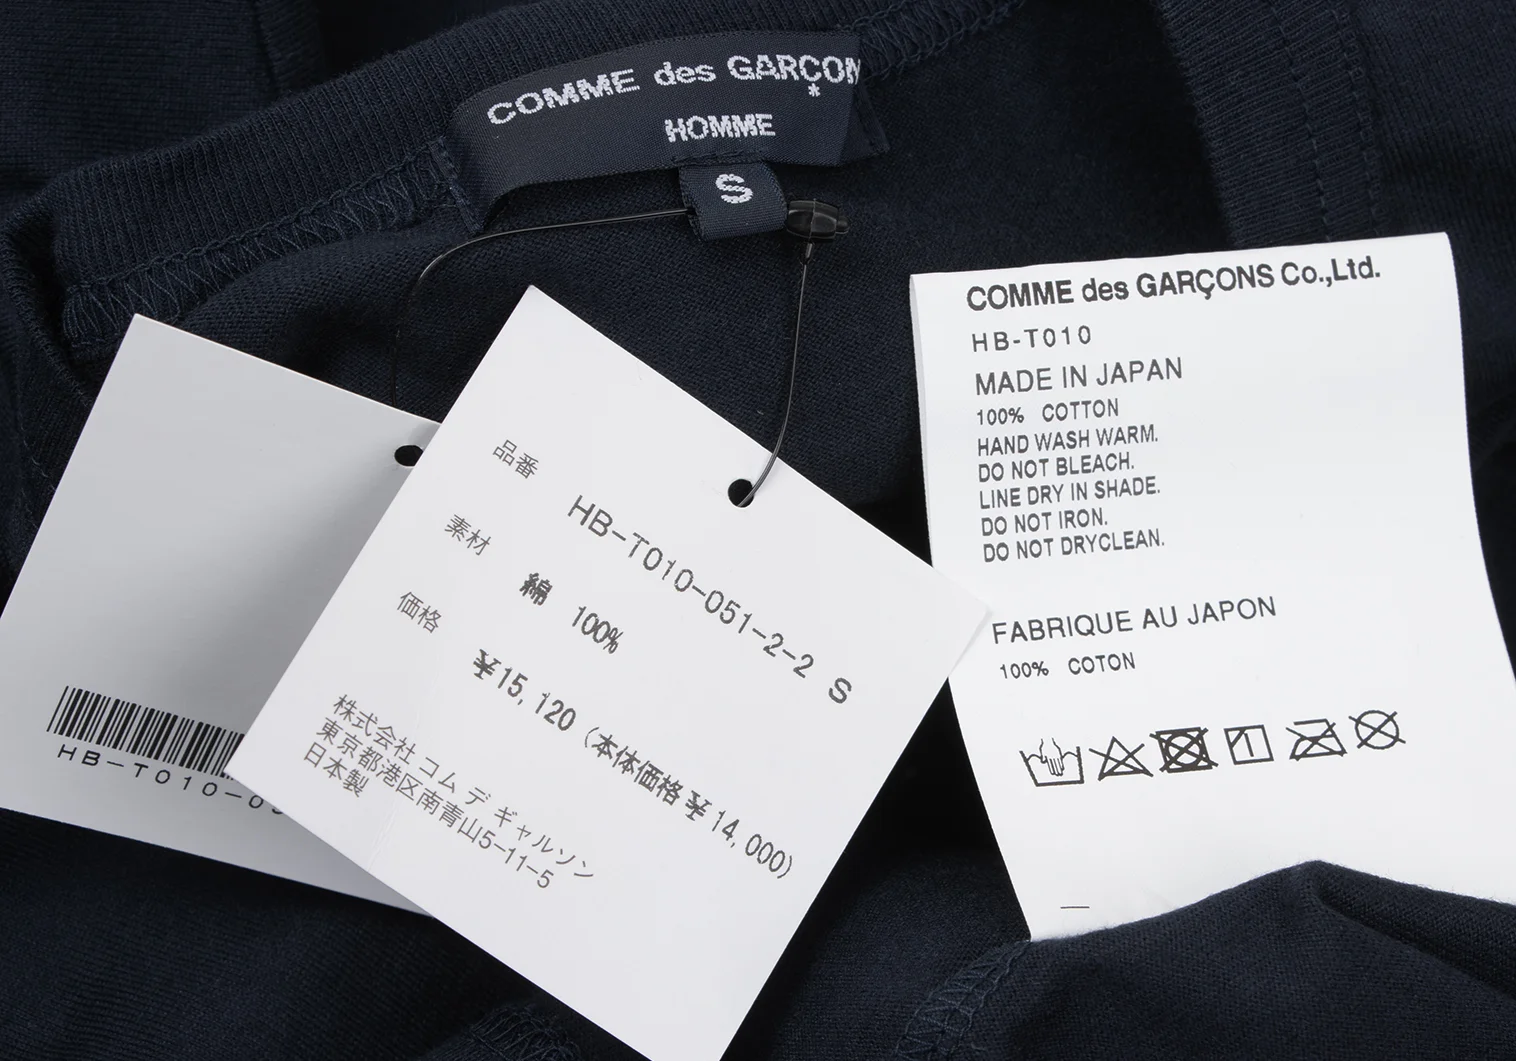 COMME des GARÇON
HOMME
S
HB-T010-05
品番 HB-T010-051-2-2 S
素材 綿 100%
価格 ¥15,120 (本体価格¥14,000)
株式会社 コム デ ギャルソン
東京都港区南青山5-11-5
日本製
COMME des GARÇONS Co.,Ltd.
HB-T010
MADE IN JAPAN
100% COTTON
HAND WASH WARM.
DO NOT BLEACH.
LINE DRY IN SHADE.
DO NOT IRON.
DO NOT DRYCLEAN.
FABRIQUE AU JAPON
100% COTON